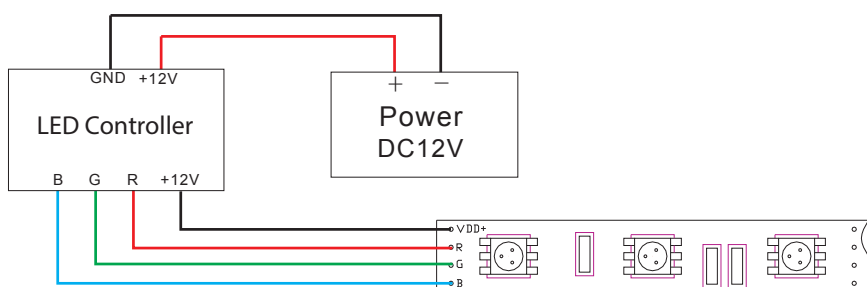 GND +12V
LED Controller
B G R +12V
+ −
Power
DC12V
VDD+
R
G
B